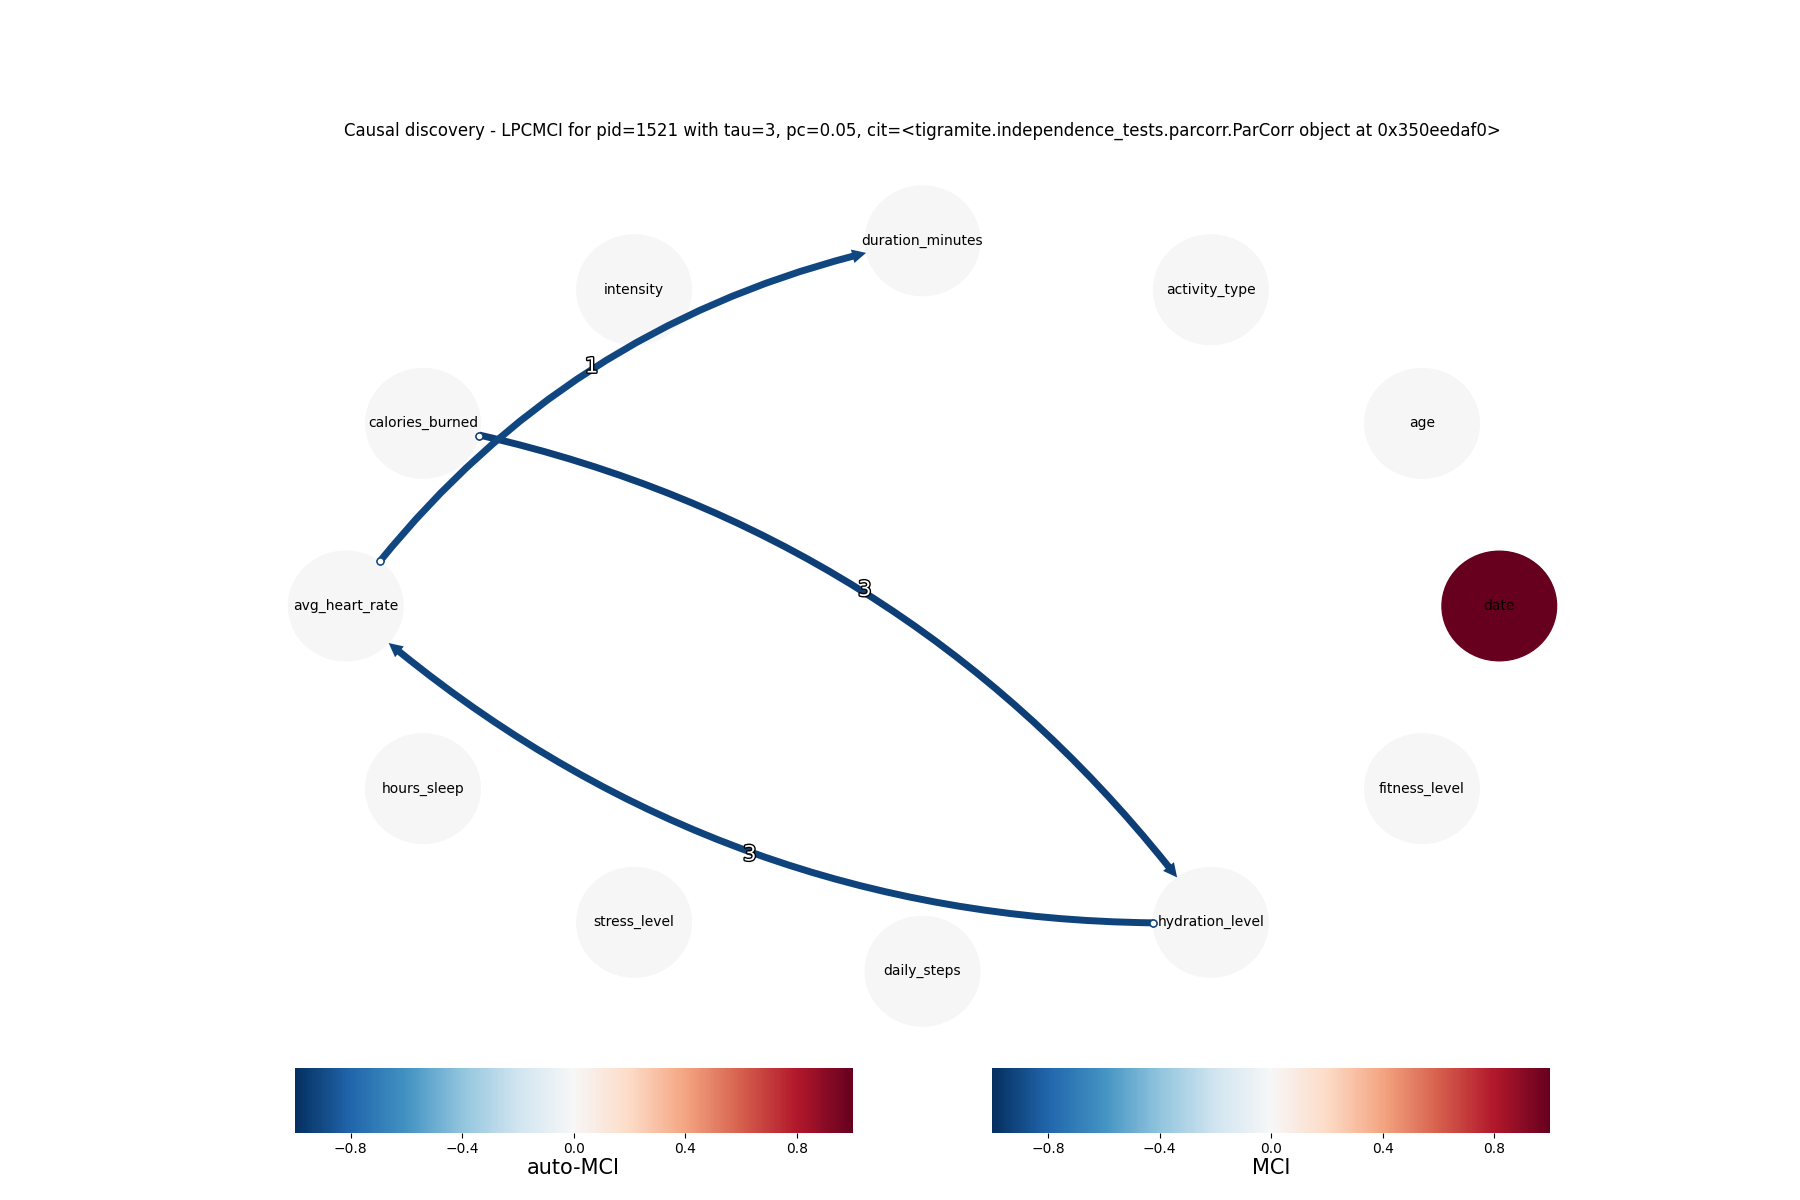 Causal discovery - LPCMCI for pid=1521 with tau=3, pc=0.05, cit=<tigramite.independence_tests.parcorr.ParCorr object at 0x350eedaf0>
duration_minutes
intensity
activity_type
1
calories_burned
age
3
avg_heart_rate
date
hours_sleep
fitness_level
3
stress_level
hydration_level
daily_steps
−0.8 −0.4 0.0 0.4 0.8
auto-MCI
−0.8 −0.4 0.0 0.4 0.8
MCI